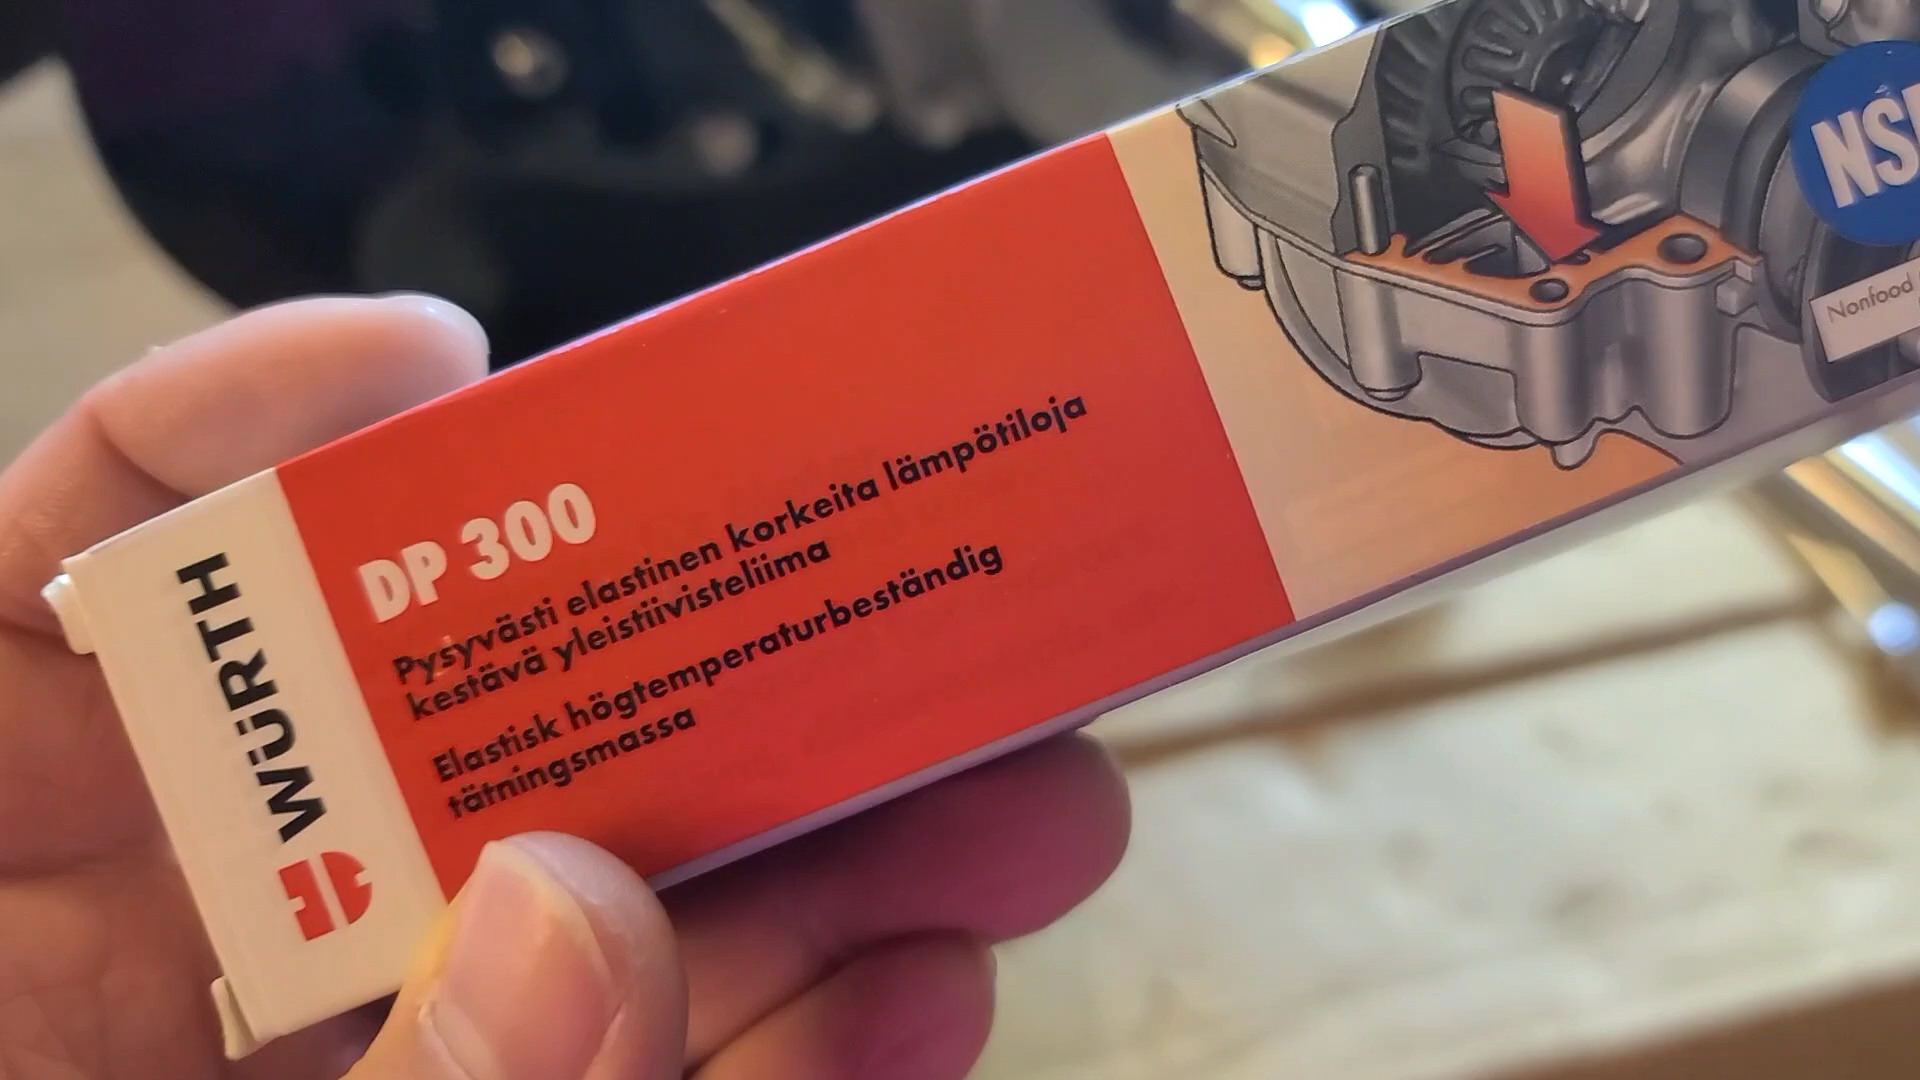 WÜRTH
DP 300
Pysyvästi elastinen korkeita lämpötiloja
kestävä yleistiivisteliima
Elastisk högtemperaturbeständig
tätningsmassa
NSF
Nonfood